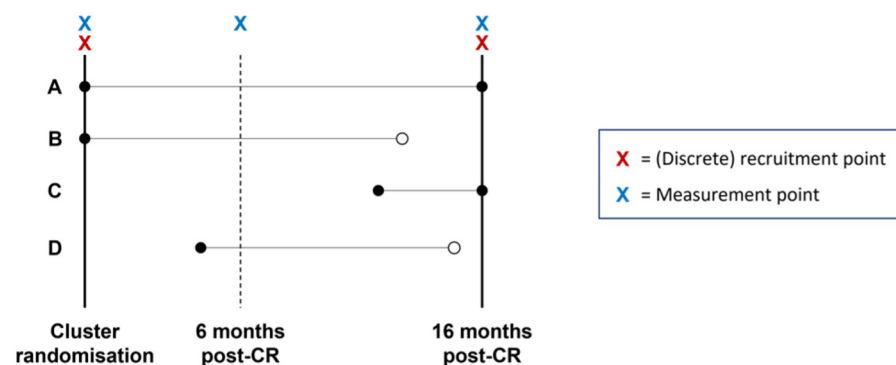 X X X
X X
A
B
C
D
X = (Discrete) recruitment point
X = Measurement point
Cluster
randomisation
6 months
post-CR
16 months
post-CR